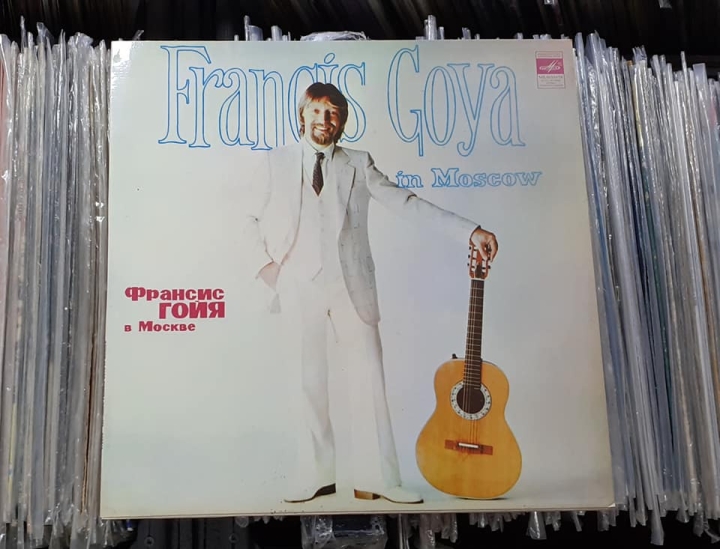 Francis Goya
in Moscow
Франсис
ГОЙЯ
в Москве